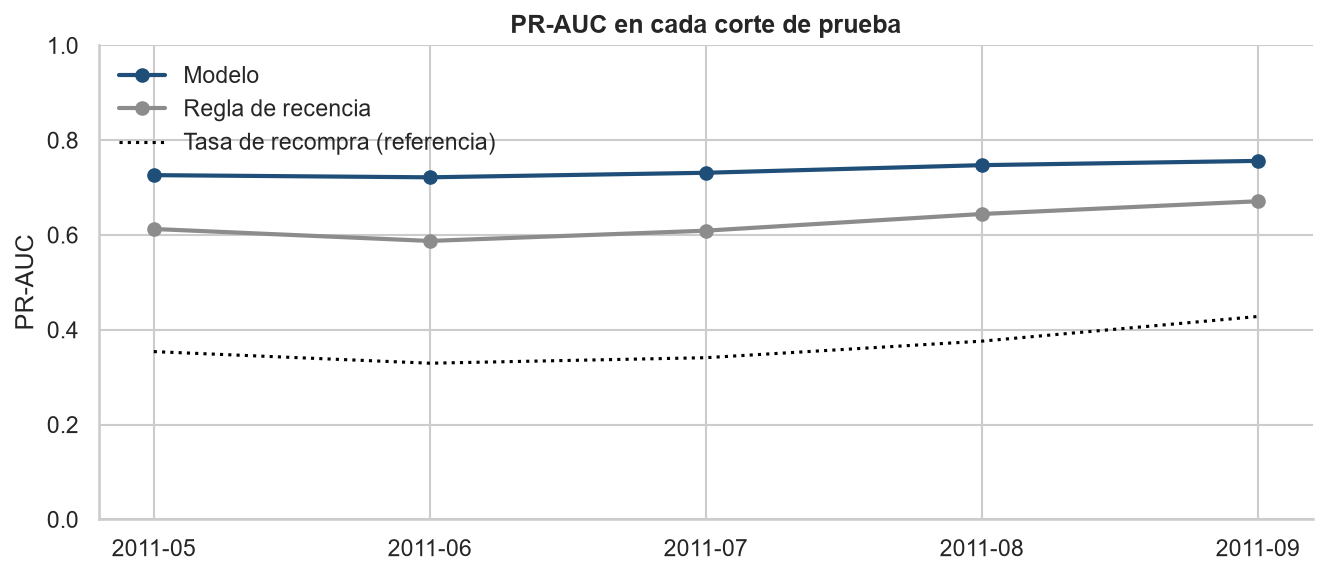 PR-AUC en cada corte de prueba
1.0
Modelo
Regla de recencia
Tasa de recompra (referencia)
0.8
0.6
PR-AUC
0.4
0.2
0.0
2011-05 2011-06 2011-07 2011-08 2011-09